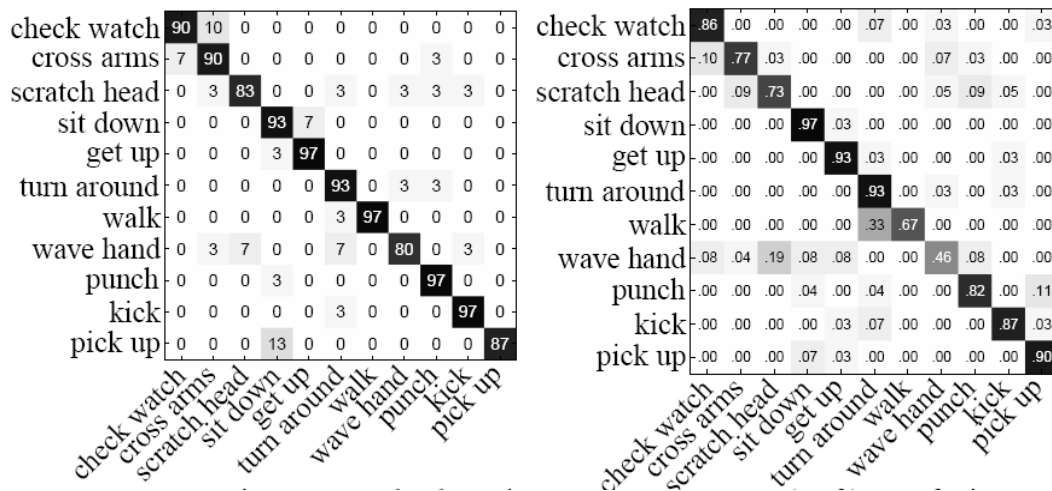 check watch 90 10 0 0 0 0 0 0 0 0 0
cross arms 7 90 0 0 0 0 0 0 3 0 0
scratch head 0 3 83 0 0 3 0 3 3 3 0
sit down 0 0 0 93 7 0 0 0 0 0 0
get up 0 0 0 3 97 0 0 0 0 0 0
turn around 0 0 0 0 0 93 0 3 3 0 0
walk 0 0 0 0 0 3 97 0 0 0 0
wave hand 0 3 7 0 0 7 0 80 0 3 0
punch 0 0 0 3 0 0 0 0 97 0 0
kick 0 0 0 0 0 3 0 0 0 97 0
pick up 0 0 0 13 0 0 0 0 0 0 87
check watch
cross arms
scratch head
sit down
get up
turn around
walk
wave hand
punch
kick
pick up
check watch .86 .00 .00 .00 .00 .07 .00 .03 .00 .00 .03
cross arms .10 .77 .03 .00 .00 .00 .00 .07 .03 .00 .00
scratch head .00 .09 .73 .00 .00 .00 .00 .05 .09 .05 .00
sit down .00 .00 .00 .97 .03 .00 .00 .00 .00 .00 .00
get up .00 .00 .00 .00 .93 .03 .00 .00 .00 .03 .00
turn around .00 .00 .00 .00 .00 .93 .00 .03 .00 .03 .00
walk .00 .00 .00 .00 .00 .33 .67 .00 .00 .00 .00
wave hand .08 .04 .19 .08 .08 .00 .00 .46 .08 .00 .00
punch .00 .00 .00 .04 .00 .04 .00 .00 .82 .00 .11
kick .00 .00 .00 .00 .03 .07 .00 .00 .00 .87 .03
pick up .00 .00 .00 .07 .03 .00 .00 .00 .00 .00 .90
check watch
cross arms
scratch head
sit down
get up
turn around
walk
wave hand
punch
kick
pick up